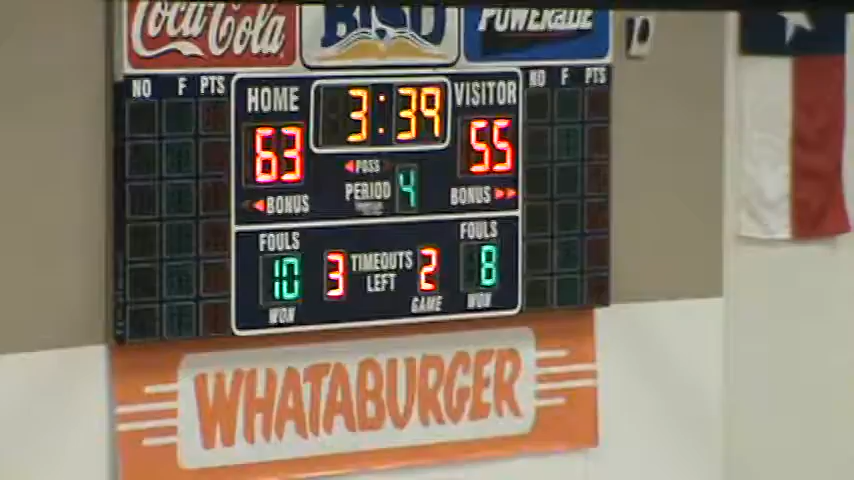 Coca-Cola BISD POWERADE
NO F PTS HOME 3:39 VISITOR NO F PTS
63 ◀POSS 55
◀BONUS PERIOD 4 BONUS ▶▶
FOULS FOULS
10 3 TIMEOUTS LEFT 2 8
WON GAME WON
WHATABURGER